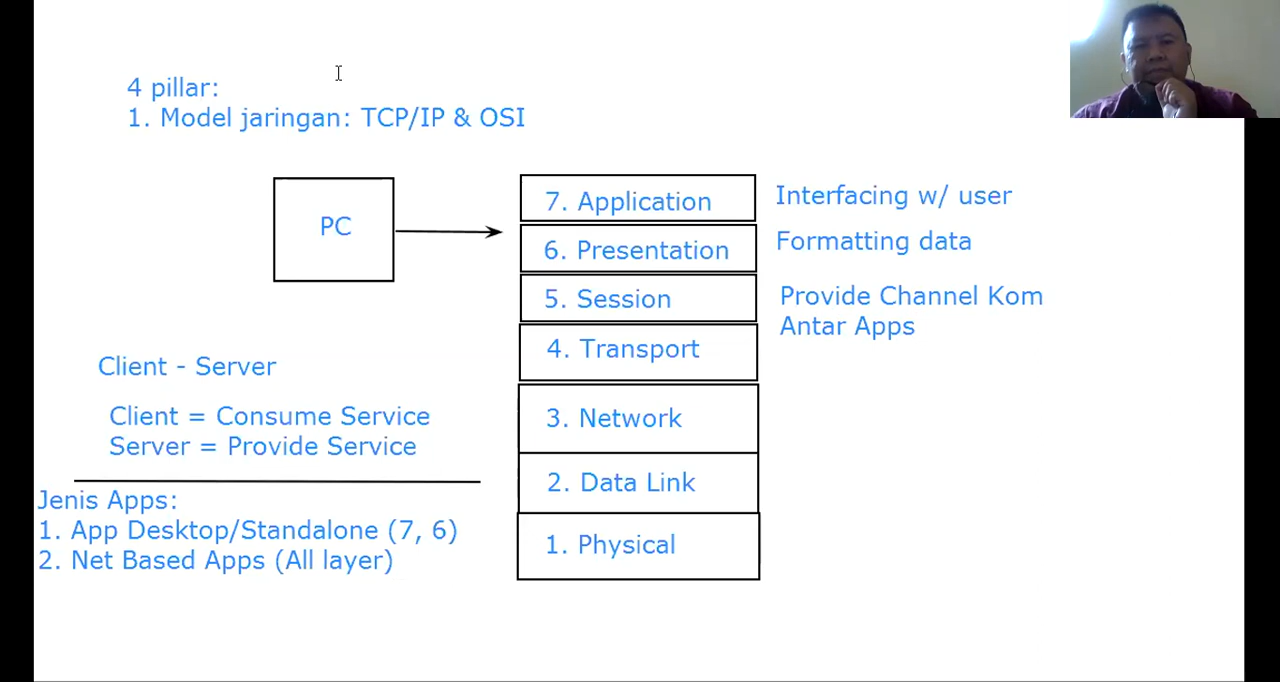 4 pillar:
1. Model jaringan: TCP/IP & OSI
PC
7. Application
Interfacing w/ user
6. Presentation
Formatting data
5. Session
Provide Channel Kom
Antar Apps
4. Transport
3. Network
2. Data Link
1. Physical
Client - Server
Client = Consume Service
Server = Provide Service
Jenis Apps:
1. App Desktop/Standalone (7, 6)
2. Net Based Apps (All layer)